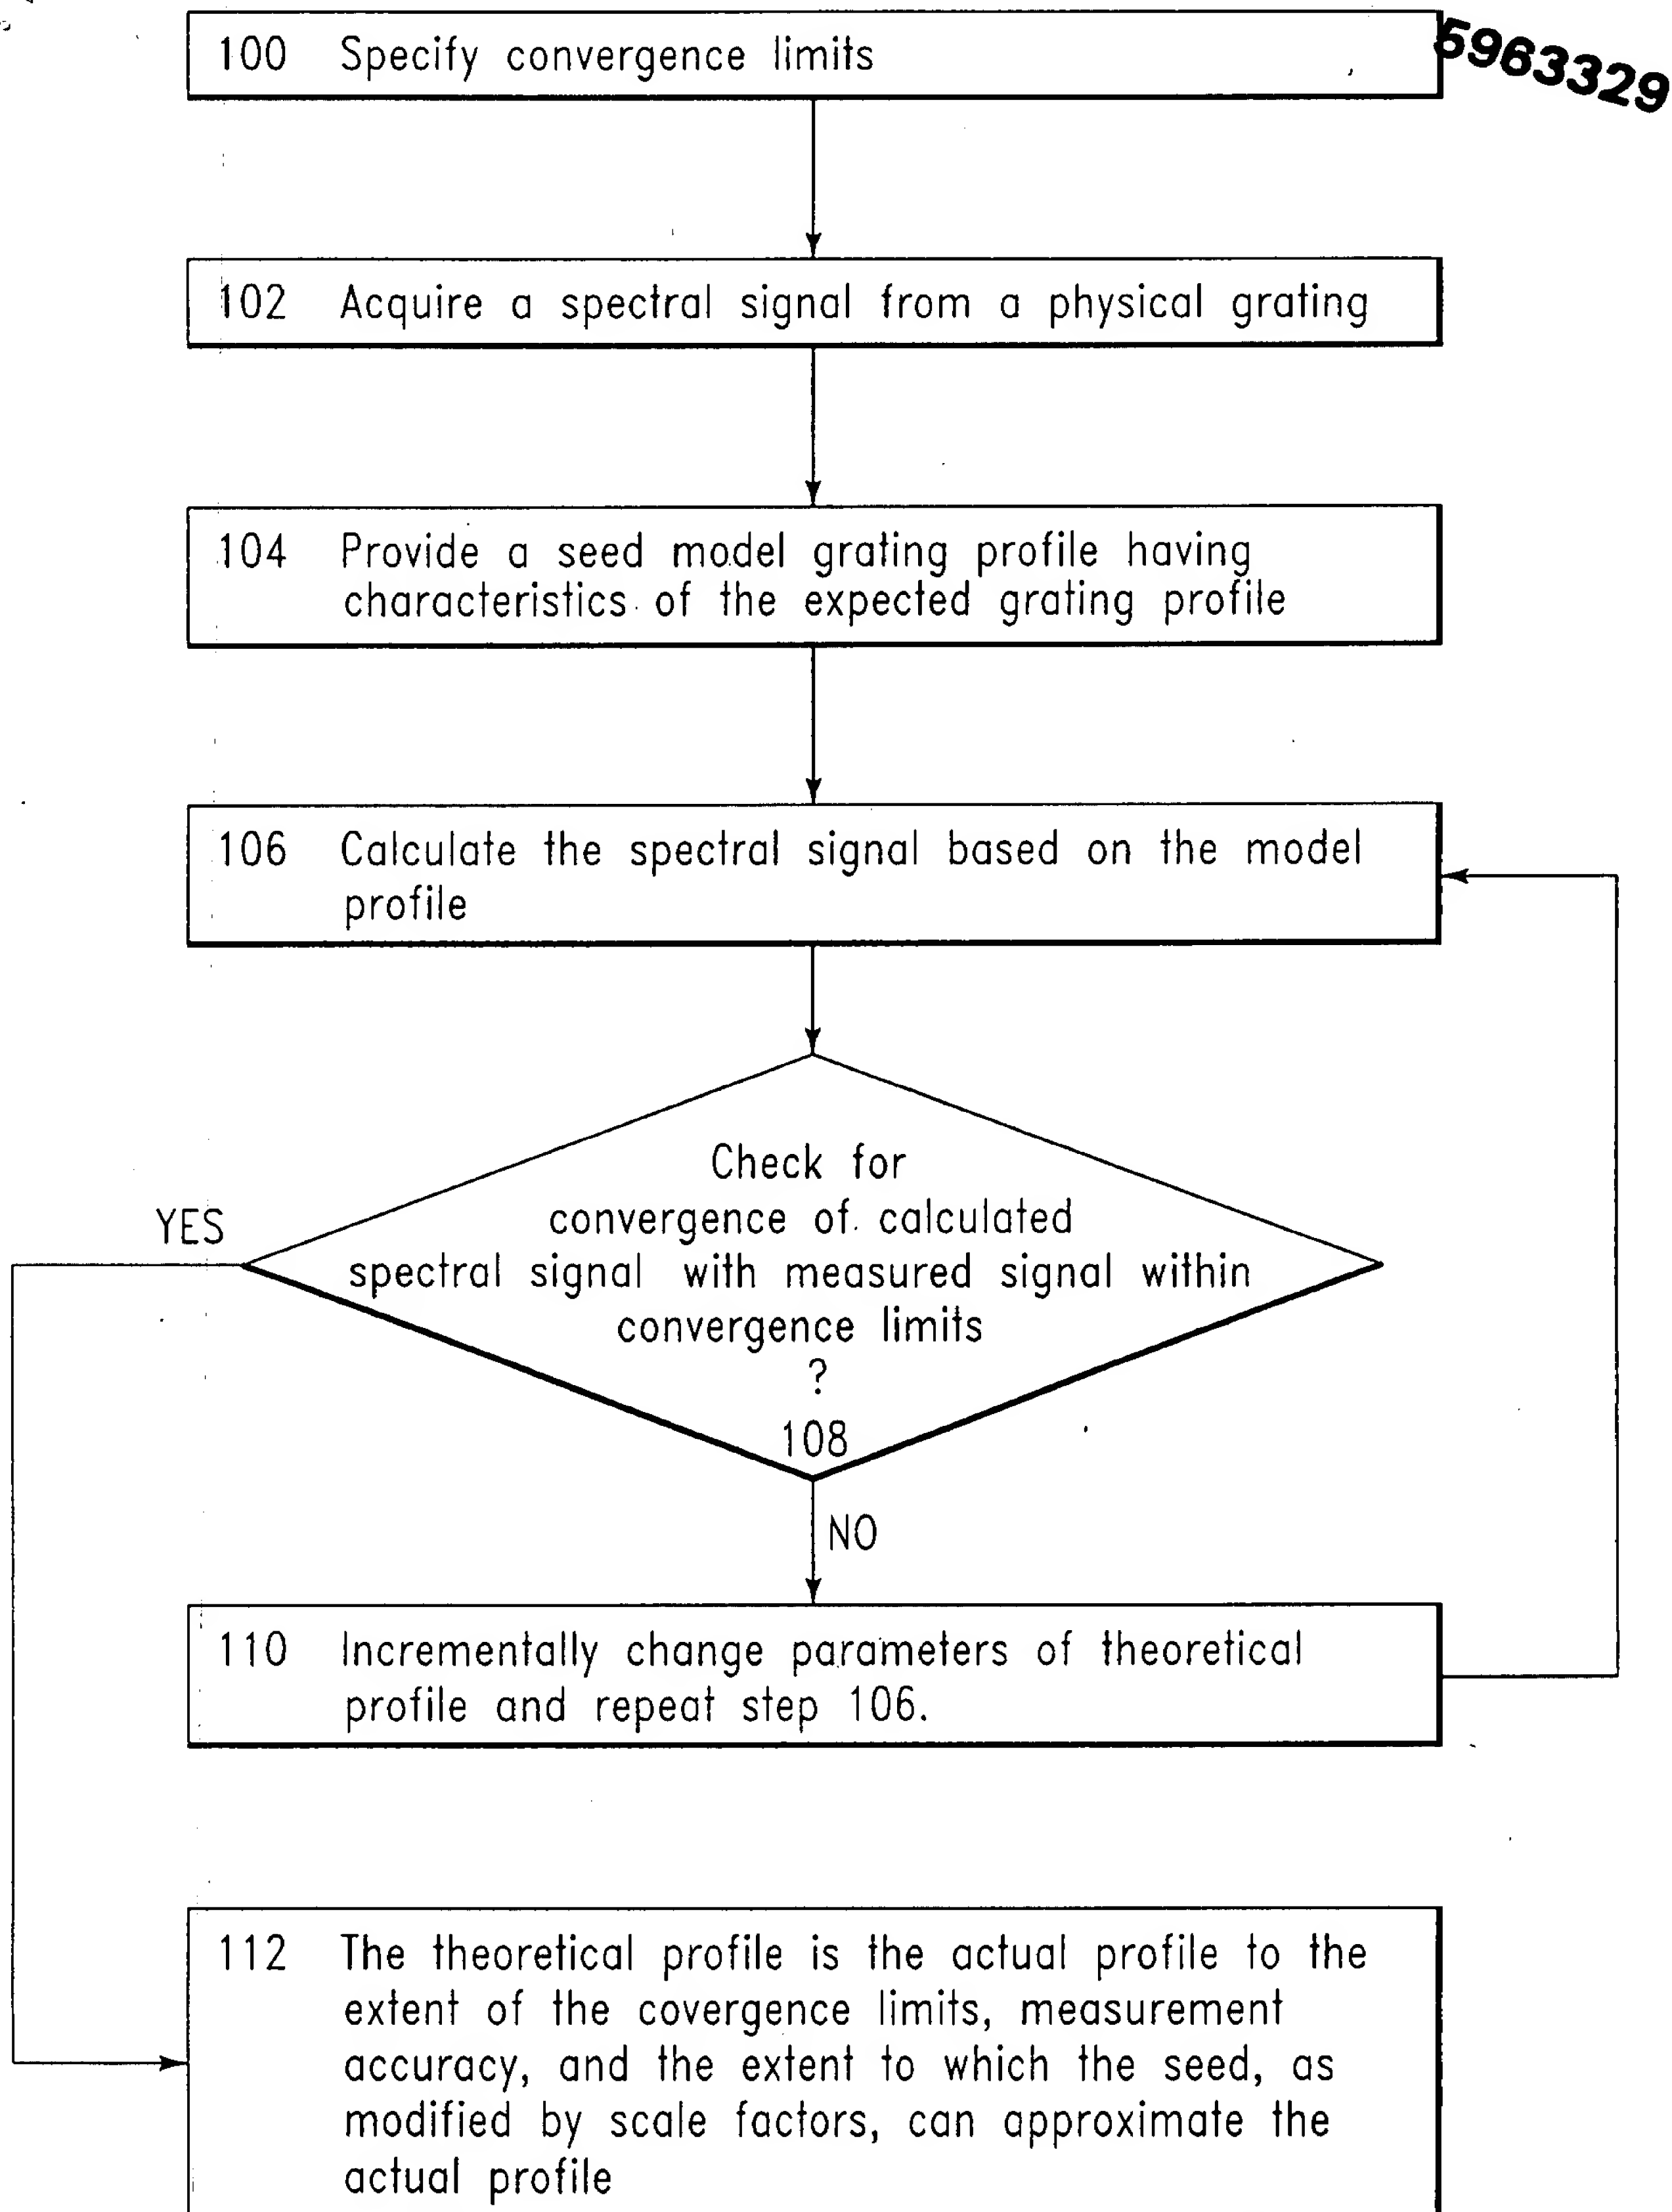 100 Specify convergence limits
5963329
102 Acquire a spectral signal from a physical grating
104 Provide a seed model grating profile having
characteristics of the expected grating profile
106 Calculate the spectral signal based on the model
profile
Check for
convergence of calculated
spectral signal with measured signal within
convergence limits
?
108
YES
NO
110 Incrementally change parameters of theoretical
profile and repeat step 106.
112 The theoretical profile is the actual profile to the
extent of the covergence limits, measurement
accuracy, and the extent to which the seed, as
modified by scale factors, can approximate the
actual profile